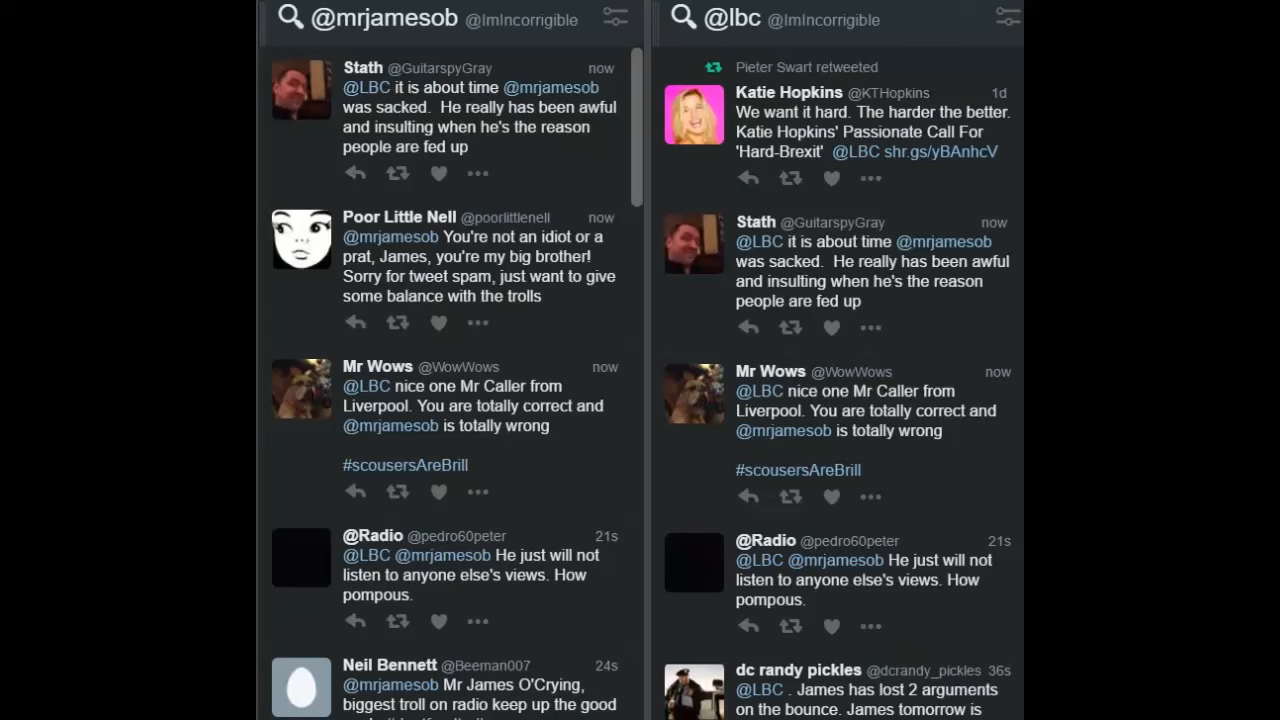 @mrjamesob @ImIncorrigible
Stath @GuitarspyGray now
@LBC it is about time @mrjamesob
was sacked. He really has been awful
and insulting when he's the reason
people are fed up
Poor Little Nell @poorlittlenell now
@mrjamesob You're not an idiot or a
prat, James, you're my big brother!
Sorry for tweet spam, just want to give
some balance with the trolls
Mr Wows @WowWows now
@LBC nice one Mr Caller from
Liverpool. You are totally correct and
@mrjamesob is totally wrong
#scousersAreBrill
@Radio @pedro60peter 21s
@LBC @mrjamesob He just will not
listen to anyone else's views. How
pompous.
Neil Bennett @Beeman007 24s
@mrjamesob Mr James O'Crying,
biggest troll on radio keep up the good
@lbc @ImIncorrigible
Pieter Swart retweeted
Katie Hopkins @KTHopkins 1d
We want it hard. The harder the better.
Katie Hopkins' Passionate Call For
'Hard-Brexit' @LBC shr.gs/yBAnhcV
Stath @GuitarspyGray now
@LBC it is about time @mrjamesob
was sacked. He really has been awful
and insulting when he's the reason
people are fed up
Mr Wows @WowWows now
@LBC nice one Mr Caller from
Liverpool. You are totally correct and
@mrjamesob is totally wrong
#scousersAreBrill
@Radio @pedro60peter 21s
@LBC @mrjamesob He just will not
listen to anyone else's views. How
pompous.
dc randy pickles @dcrandy_pickles 36s
@LBC . James has lost 2 arguments
on the bounce. James tomorrow is